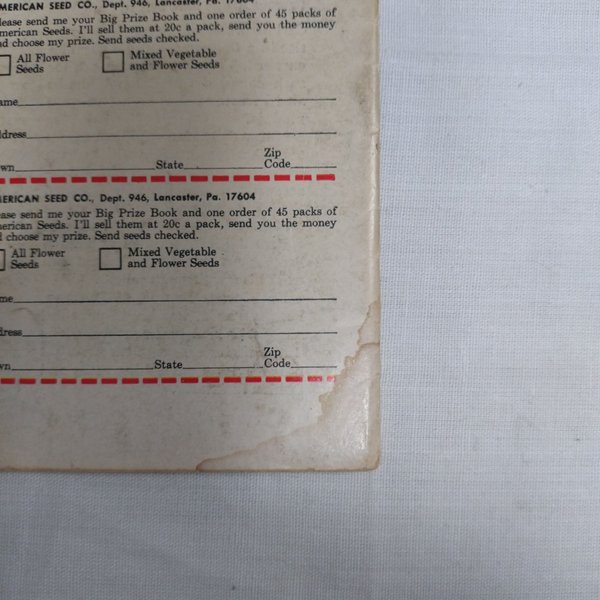 MERICAN SEED CO., Dept. 946, Lancaster, Pa. 17604
lease send me your Big Prize Book and one order of 45 packs of
merican Seeds. I'll sell them at 20c a pack, send you the money
nd choose my prize. Send seeds checked.
All Flower Seeds
Mixed Vegetable and Flower Seeds
ame
ddress
wn State Zip Code
MERICAN SEED CO., Dept. 946, Lancaster, Pa. 17604
ease send me your Big Prize Book and one order of 45 packs of
merican Seeds. I'll sell them at 20c a pack, send you the money
d choose my prize. Send seeds checked.
All Flower Seeds
Mixed Vegetable and Flower Seeds
me
dress
wn State Zip Code